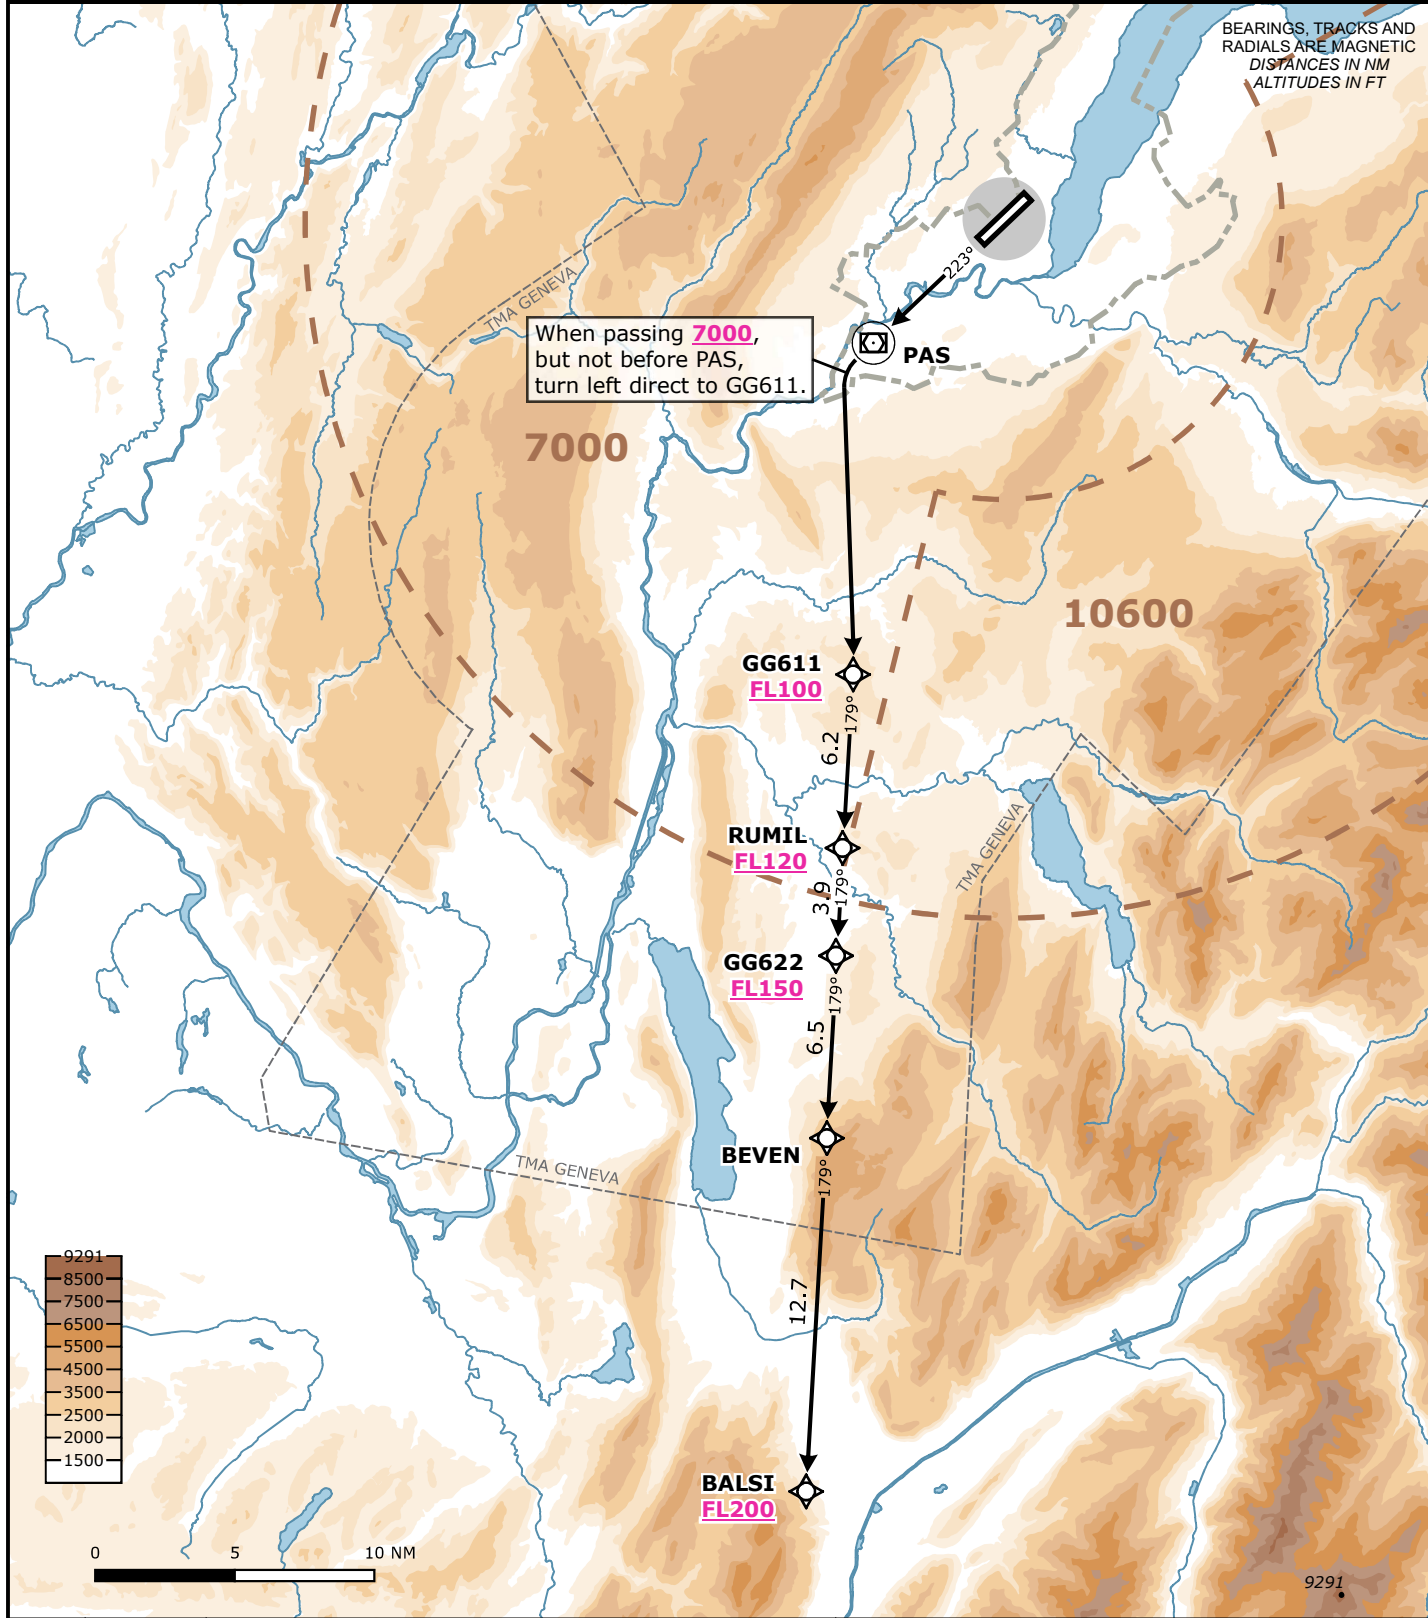 BEARINGS, TRACKS AND
RADIALS ARE MAGNETIC
DISTANCES IN NM
ALTITUDES IN FT
223°
TMA GENEVA
When passing 7000,
but not before PAS,
turn left direct to GG611.
PAS
7000
10600
GG611
FL100
179°
6.2
TMA GENEVA
RUMIL
FL120
179°
3.9
GG622
FL150
179°
6.5
BEVEN
TMA GENEVA
179°
12.7
9291
8500
7500
6500
5500
4500
3500
2500
2000
1500
BALSI
FL200
0 5 10 NM
9291